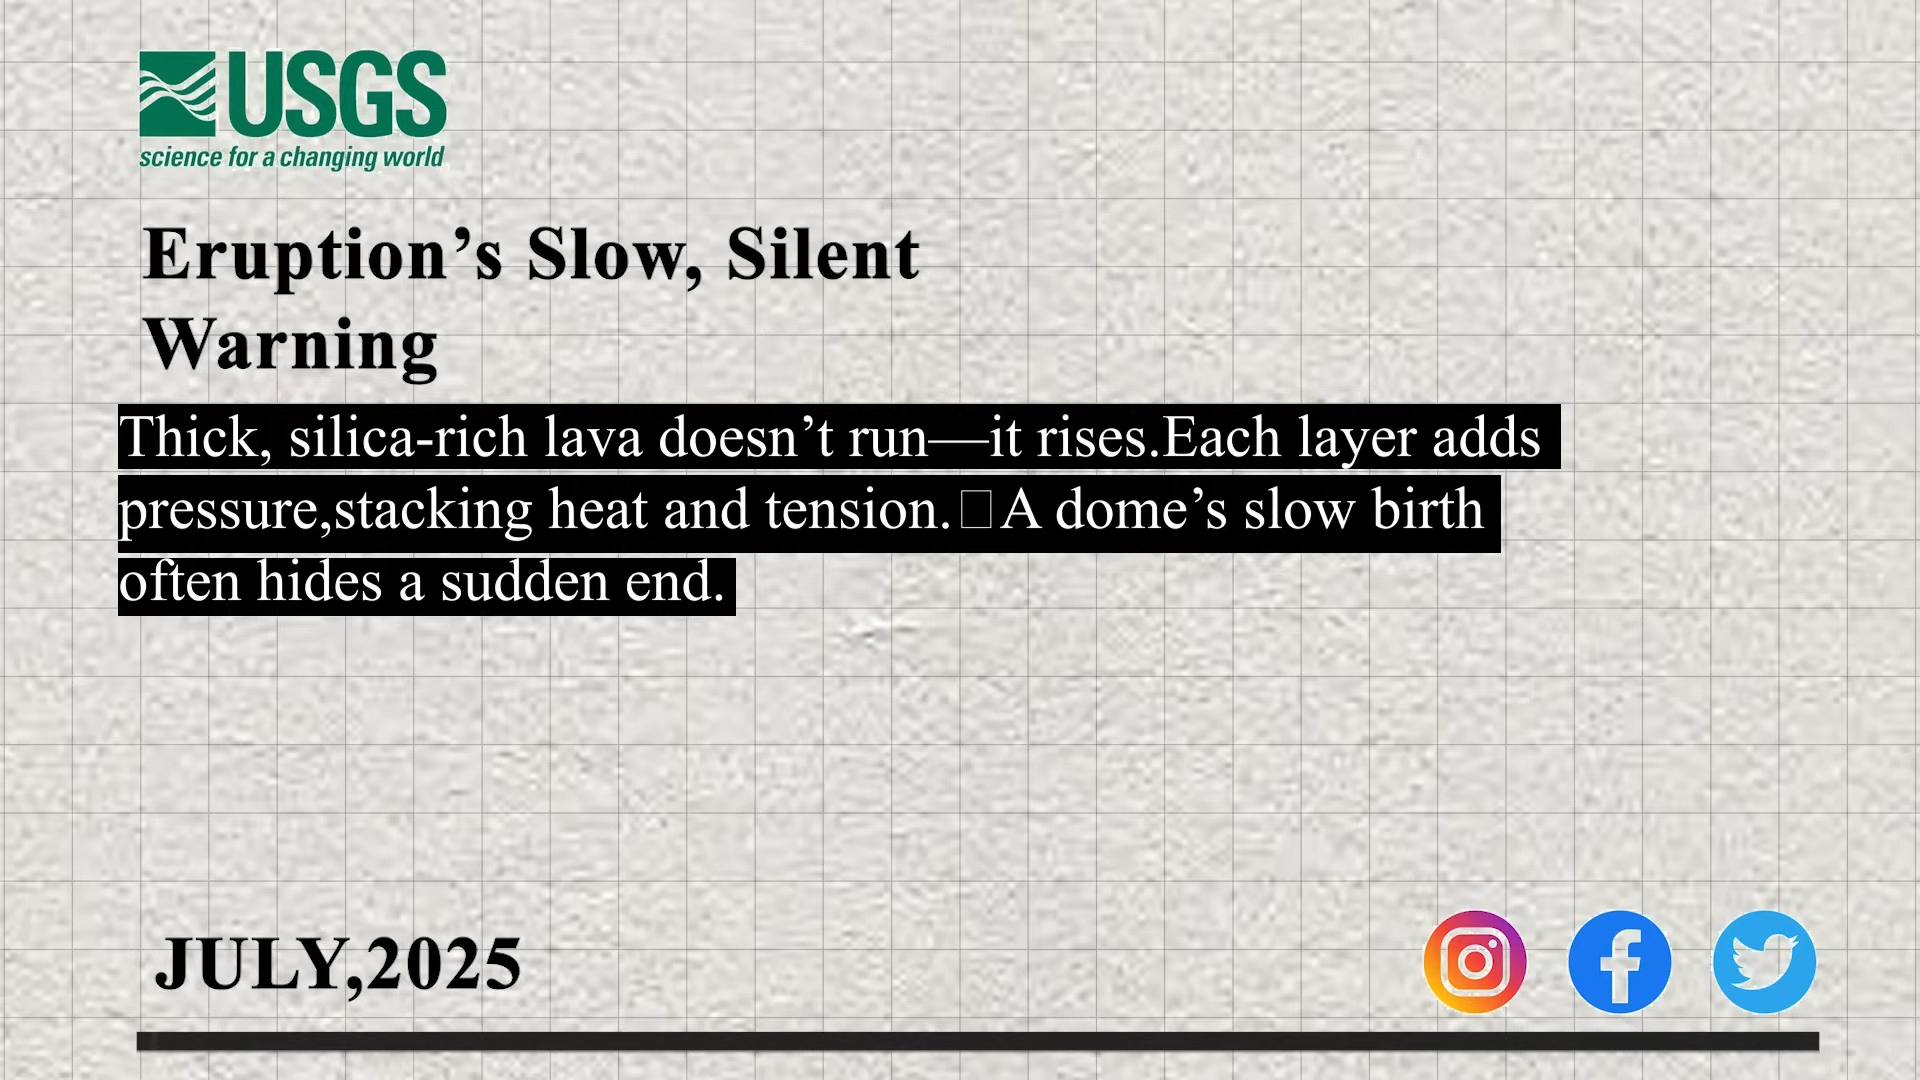 USGS
science for a changing world
Eruption’s Slow, Silent
Warning
Thick, silica-rich lava doesn’t run—it rises.Each layer adds
pressure,stacking heat and tension.□A dome’s slow birth
often hides a sudden end.
JULY,2025